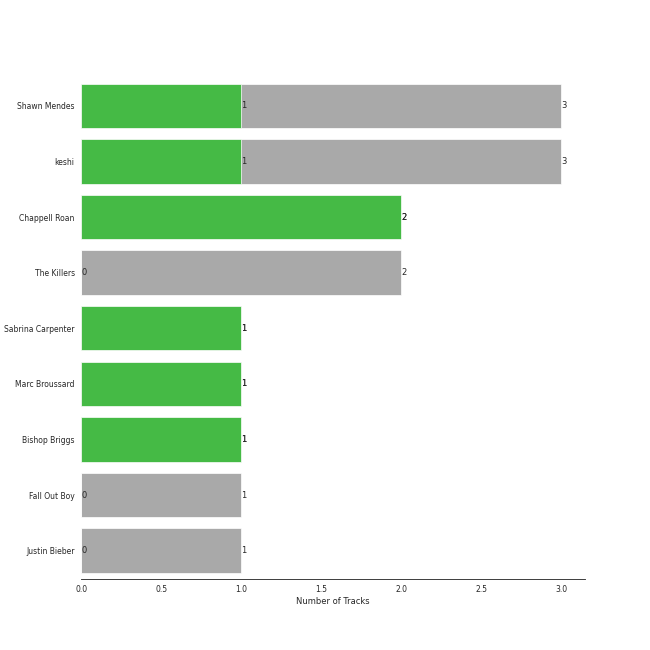 Shawn Mendes 1 3
keshi 1 3
Chappell Roan 2
The Killers 0 2
Sabrina Carpenter 1
Marc Broussard 1
Bishop Briggs 1
Fall Out Boy 0 1
Justin Bieber 0 1
0.0 0.5 1.0 1.5 2.0 2.5 3.0
Number of Tracks